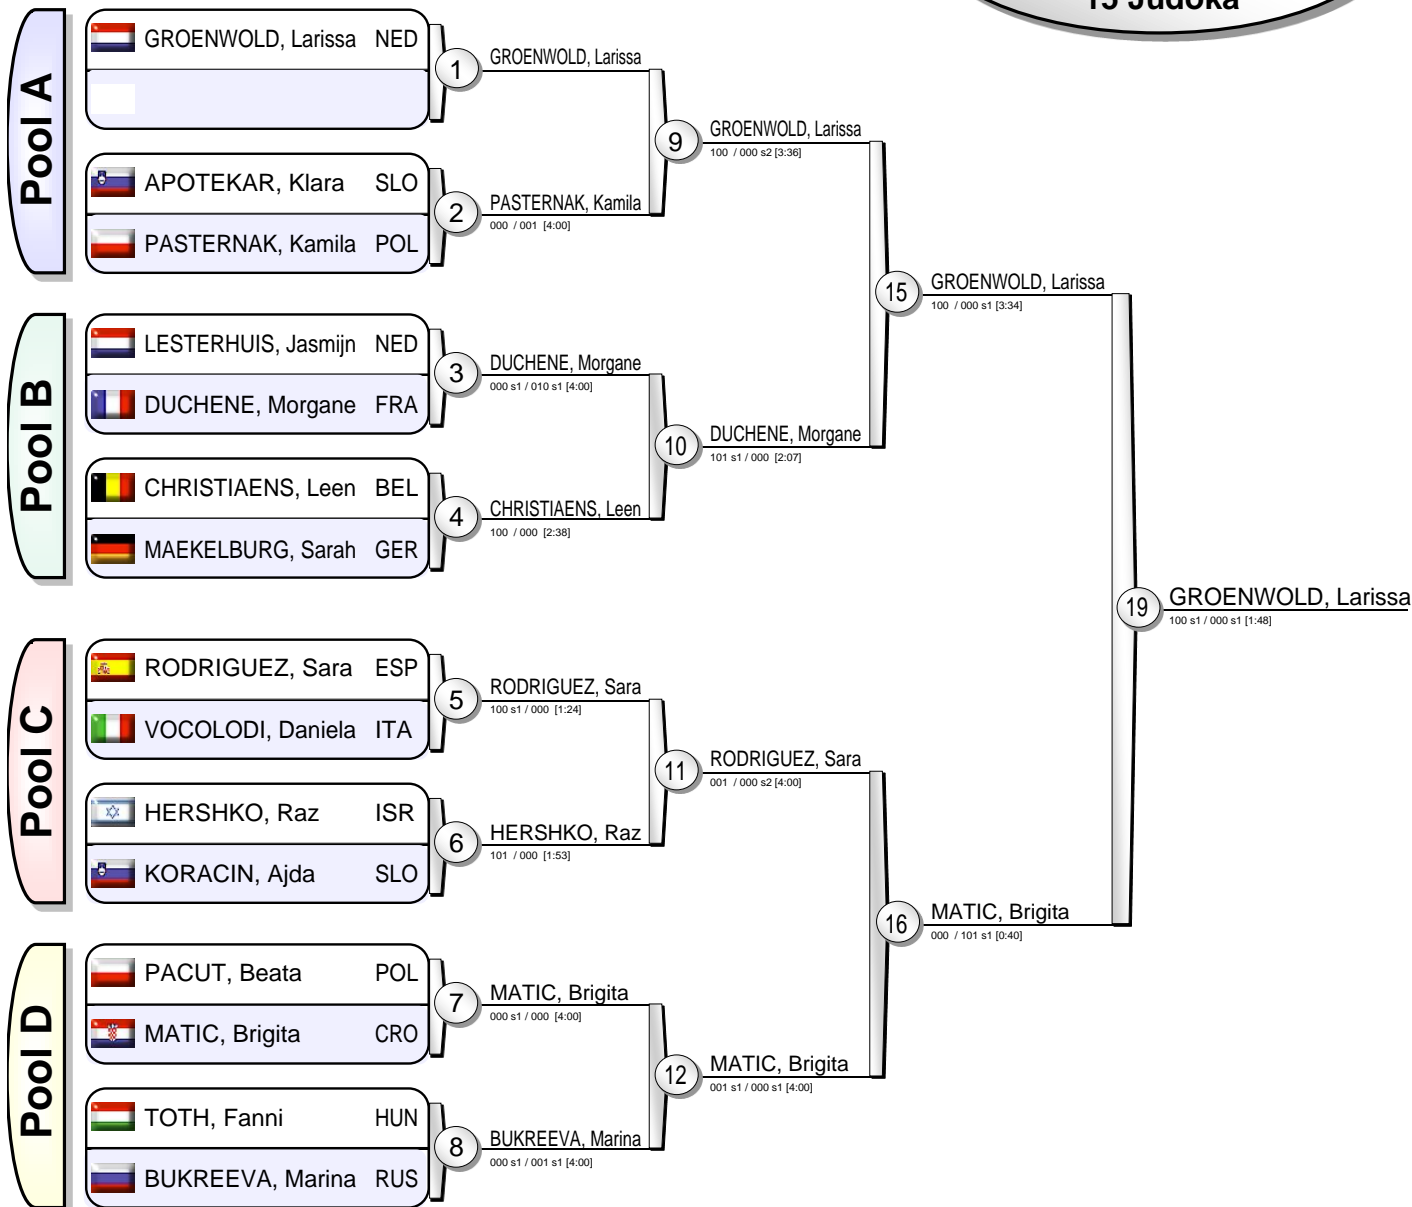 15 Judoka
Pool A
GROENWOLD, Larissa NED
APOTEKAR, Klara SLO
PASTERNAK, Kamila POL
Pool B
LESTERHUIS, Jasmijn NED
DUCHENE, Morgane FRA
CHRISTIAENS, Leen BEL
MAEKELBURG, Sarah GER
Pool C
RODRIGUEZ, Sara ESP
VOCOLODI, Daniela ITA
HERSHKO, Raz ISR
KORACIN, Ajda SLO
Pool D
PACUT, Beata POL
MATIC, Brigita CRO
TOTH, Fanni HUN
BUKREEVA, Marina RUS
1
GROENWOLD, Larissa
2
PASTERNAK, Kamila
000 / 001 [4:00]
3
DUCHENE, Morgane
000 s1 / 010 s1 [4:00]
4
CHRISTIAENS, Leen
100 / 000 [2:38]
5
RODRIGUEZ, Sara
100 s1 / 000 [1:24]
6
HERSHKO, Raz
101 / 000 [1:53]
7
MATIC, Brigita
000 s1 / 000 [4:00]
8
BUKREEVA, Marina
000 s1 / 001 s1 [4:00]
9
GROENWOLD, Larissa
100 / 000 s2 [3:36]
10
DUCHENE, Morgane
101 s1 / 000 [2:07]
11
RODRIGUEZ, Sara
001 / 000 s2 [4:00]
12
MATIC, Brigita
001 s1 / 000 s1 [4:00]
15
GROENWOLD, Larissa
100 / 000 s1 [3:34]
16
MATIC, Brigita
000 / 101 s1 [0:40]
19
GROENWOLD, Larissa
100 s1 / 000 s1 [1:48]